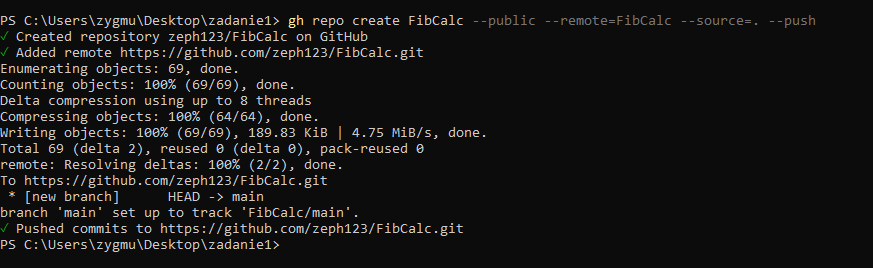 PS C:\Users\zygmu\Desktop\zadanie1> gh repo create FibCalc --public --remote=FibCalc --source=. --push
✓ Created repository zeph123/FibCalc on GitHub
✓ Added remote https://github.com/zeph123/FibCalc.git
Enumerating objects: 69, done.
Counting objects: 100% (69/69), done.
Delta compression using up to 8 threads
Compressing objects: 100% (64/64), done.
Writing objects: 100% (69/69), 189.83 KiB | 4.75 MiB/s, done.
Total 69 (delta 2), reused 0 (delta 0), pack-reused 0
remote: Resolving deltas: 100% (2/2), done.
To https://github.com/zeph123/FibCalc.git
 * [new branch]      HEAD -> main
branch 'main' set up to track 'FibCalc/main'.
✓ Pushed commits to https://github.com/zeph123/FibCalc.git
PS C:\Users\zygmu\Desktop\zadanie1>